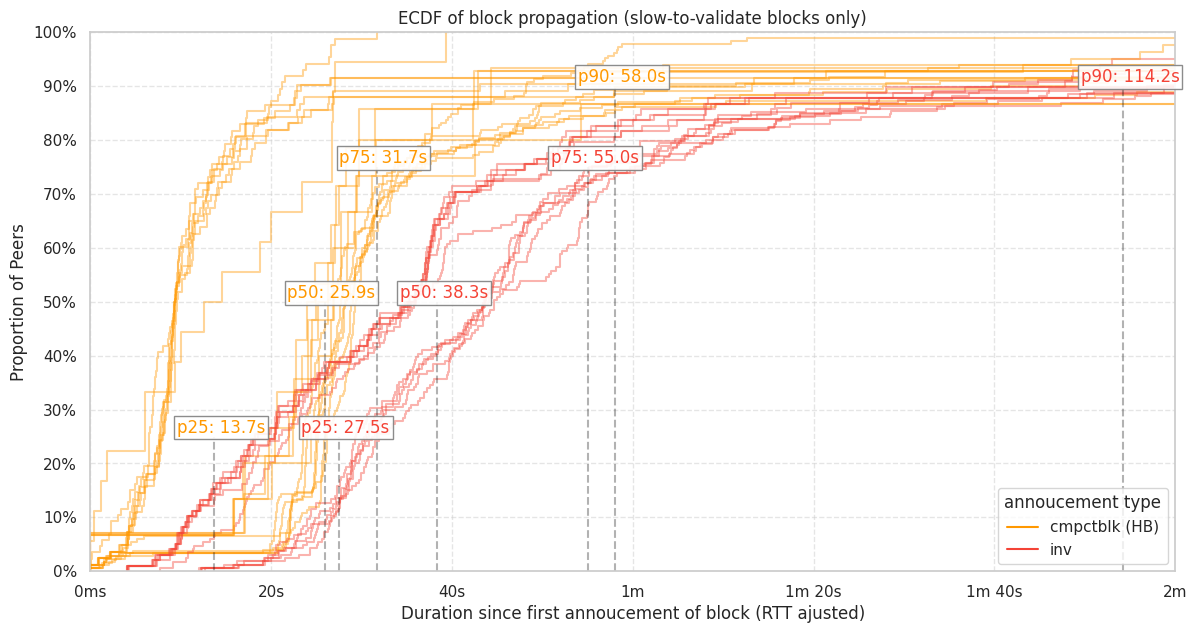 ECDF of block propagation (slow-to-validate blocks only)
Proportion of Peers
100%
90%
80%
70%
60%
50%
40%
30%
20%
10%
0%
p90: 58.0s
p90: 114.2s
p75: 31.7s
p75: 55.0s
p50: 25.9s
p50: 38.3s
p25: 13.7s
p25: 27.5s
annoucement type
cmpctblk (HB)
inv
0ms
20s
40s
1m
1m 20s
1m 40s
2m
Duration since first annoucement of block (RTT ajusted)